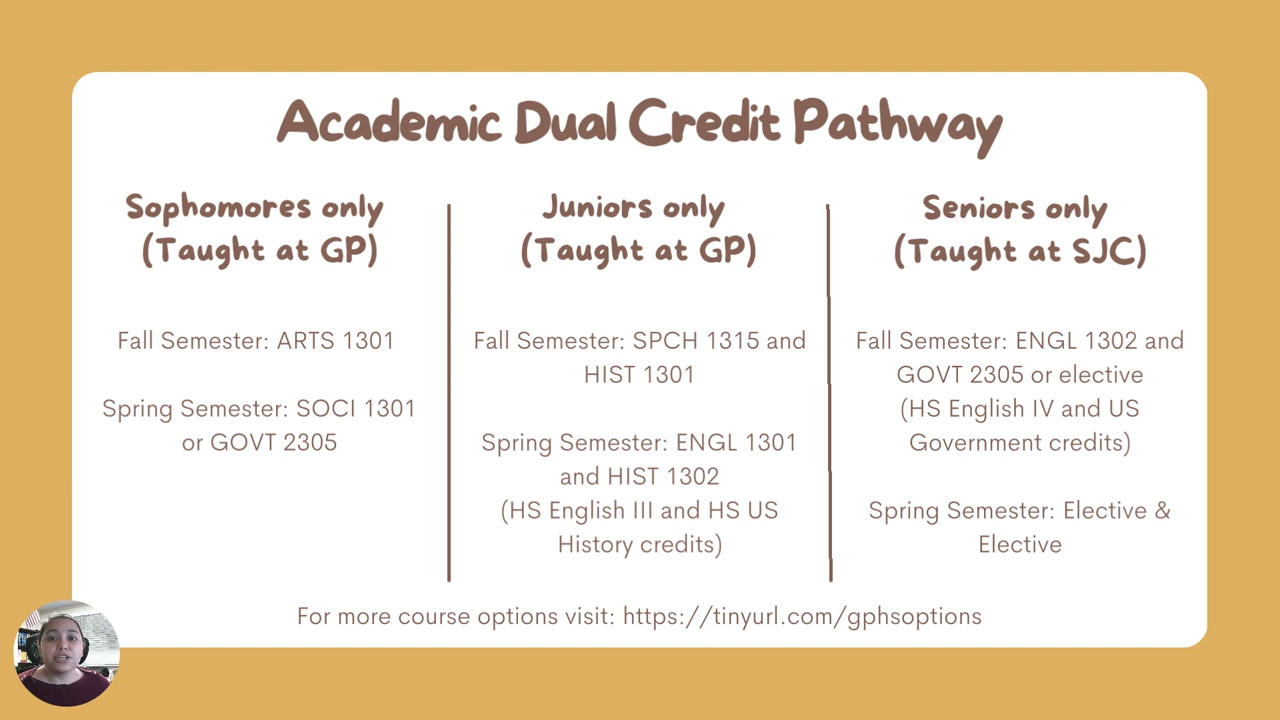 Academic Dual Credit Pathway
Sophomores only
(Taught at GP)
Fall Semester: ARTS 1301
Spring Semester: SOCI 1301
or GOVT 2305
Juniors only
(Taught at GP)
Fall Semester: SPCH 1315 and
HIST 1301
Spring Semester: ENGL 1301
and HIST 1302
(HS English III and HS US
History credits)
Seniors only
(Taught at SJC)
Fall Semester: ENGL 1302 and
GOVT 2305 or elective
(HS English IV and US
Government credits)
Spring Semester: Elective &
Elective
For more course options visit: https://tinyurl.com/gphsoptions